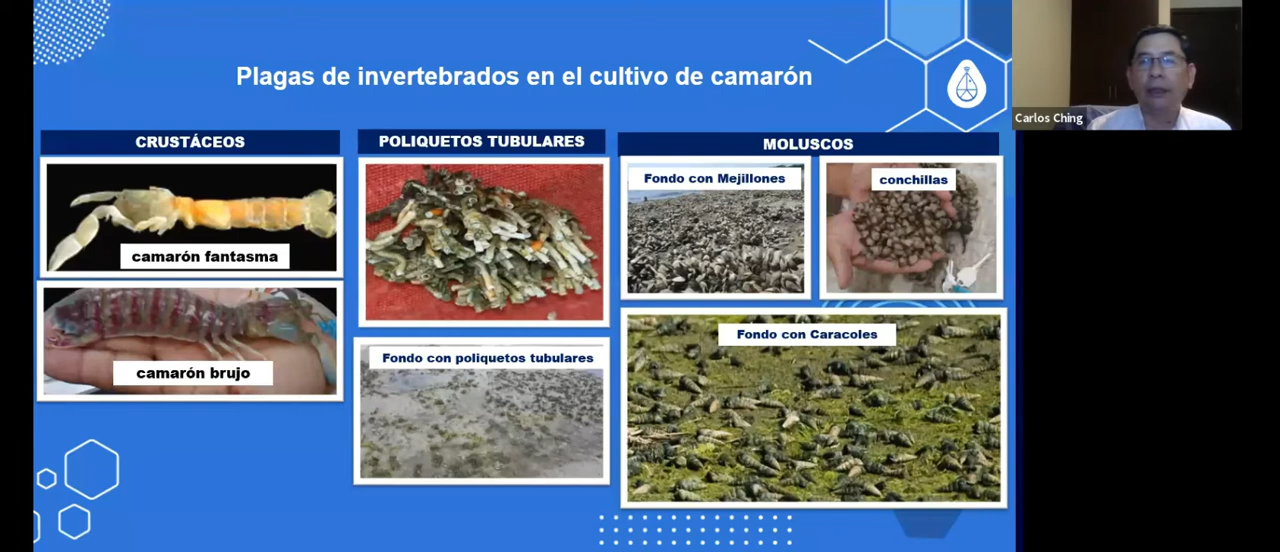 Plagas de invertebrados en el cultivo de camarón
Carlos Ching
CRUSTÁCEOS
camarón fantasma
camarón brujo
POLIQUETOS TUBULARES
Fondo con poliquetos tubulares
MOLUSCOS
Fondo con Mejillones
conchillas
Fondo con Caracoles